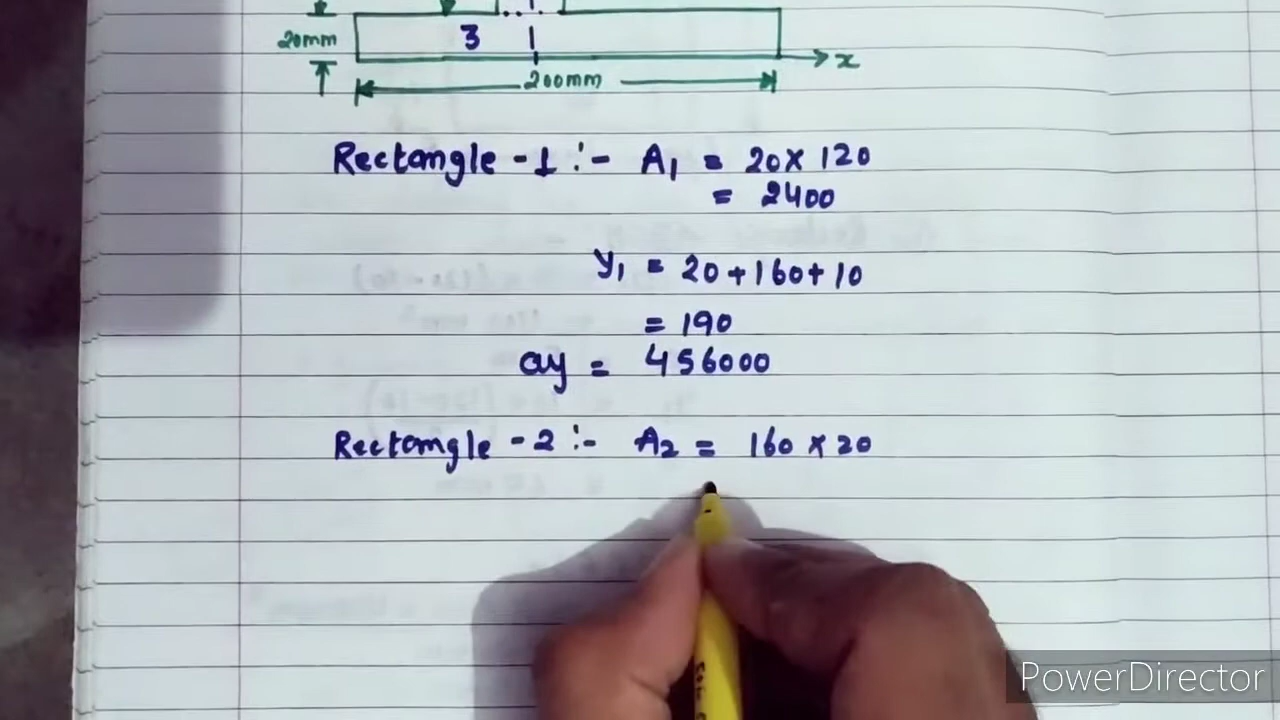 20mm
3
x
200mm
Rectangle - 1 :- A1 = 20 x 120
= 2400
y1 = 20 + 160 + 10
= 190
ay = 456000
Rectangle - 2 :- A2 = 160 x 20
PowerDirector